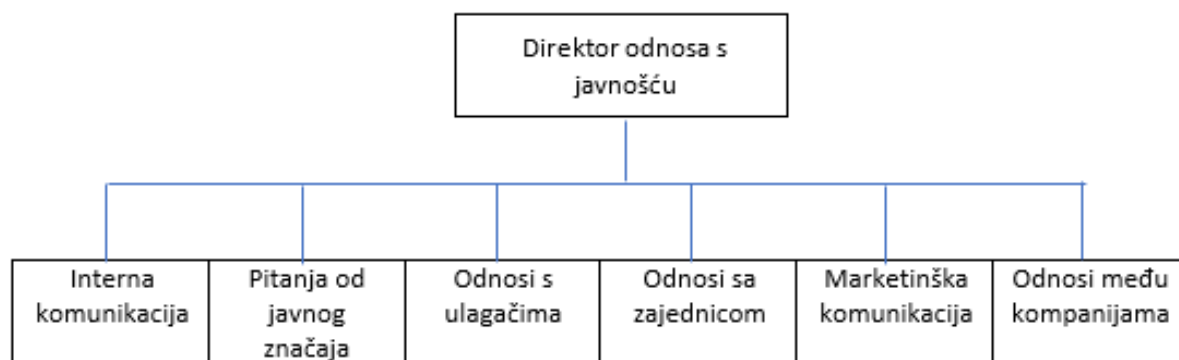 Direktor odnosa s
javnošću
Interna
komunikacija
Pitanja od
javnog
značaja
Odnosi s
ulagačima
Odnosi sa
zajednicom
Marketinška
komunikacija
Odnosi među
kompanijama